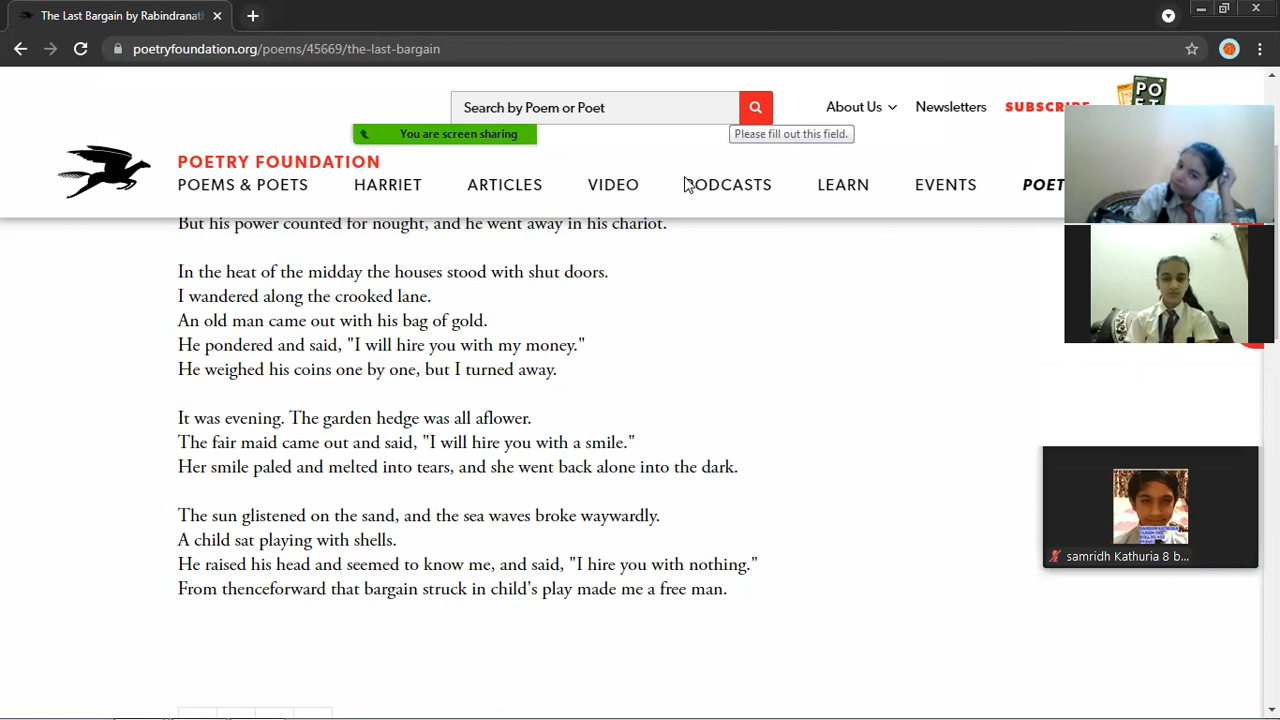 The Last Bargain by Rabindranath
poetryfoundation.org/poems/45669/the-last-bargain
Search by Poem or Poet
About Us
Newsletters
SUBSCRIBE
You are screen sharing
Please fill out this field.
POETRY FOUNDATION
POEMS & POETS
HARRIET
ARTICLES
VIDEO
PODCASTS
LEARN
EVENTS
POET
But his power counted for nought, and he went away in his chariot.
In the heat of the midday the houses stood with shut doors.
I wandered along the crooked lane.
An old man came out with his bag of gold.
He pondered and said, "I will hire you with my money."
He weighed his coins one by one, but I turned away.
It was evening. The garden hedge was all aflower.
The fair maid came out and said, "I will hire you with a smile."
Her smile paled and melted into tears, and she went back alone into the dark.
The sun glistened on the sand, and the sea waves broke waywardly.
A child sat playing with shells.
He raised his head and seemed to know me, and said, "I hire you with nothing."
From thenceforward that bargain struck in child's play made me a free man.
samridh Kathuria 8 b...